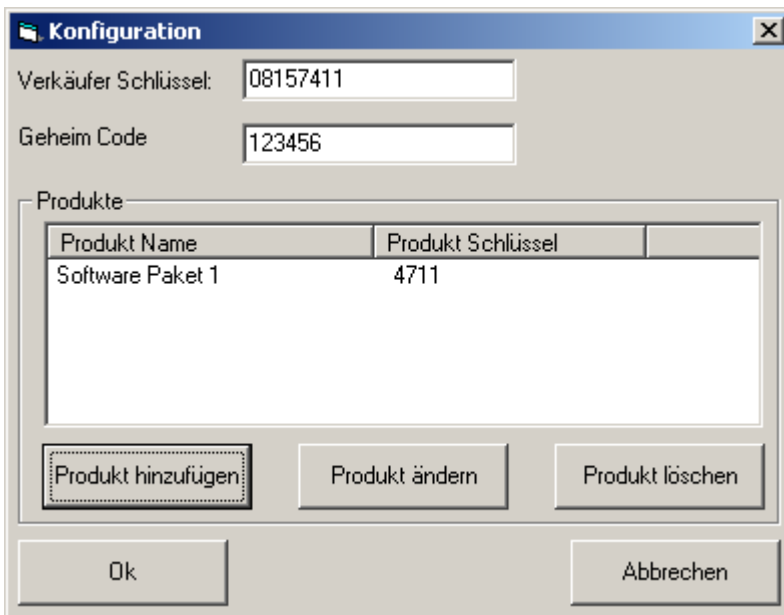 Konfiguration
Verkäufer Schlüssel: 08157411
Geheim Code 123456
Produkte
Produkt Name Produkt Schlüssel
Software Paket 1 4711
Produkt hinzufügen Produkt ändern Produkt löschen
Ok Abbrechen